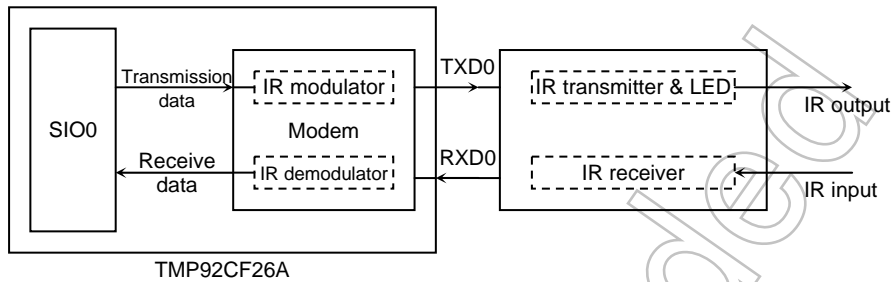 Transmission
data
SIO0
Receive
data
IR modulator
Modem
IR demodulator
TXD0
RXD0
IR transmitter & LED
IR receiver
IR output
IR input
TMP92CF26A
ded